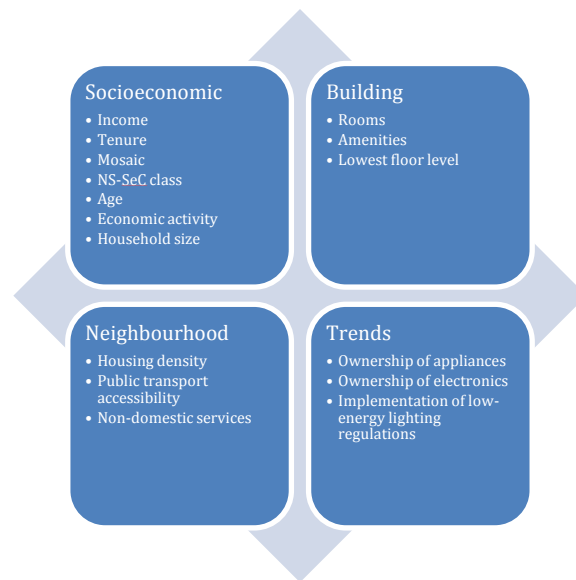 Socioeconomic
• Income
• Tenure
• Mosaic
• NS-SeC class
• Age
• Economic activity
• Household size
Building
• Rooms
• Amenities
• Lowest floor level
Neighbourhood
• Housing density
• Public transport
accessibility
• Non-domestic services
Trends
• Ownership of appliances
• Ownership of electronics
• Implementation of low-
energy lighting
regulations